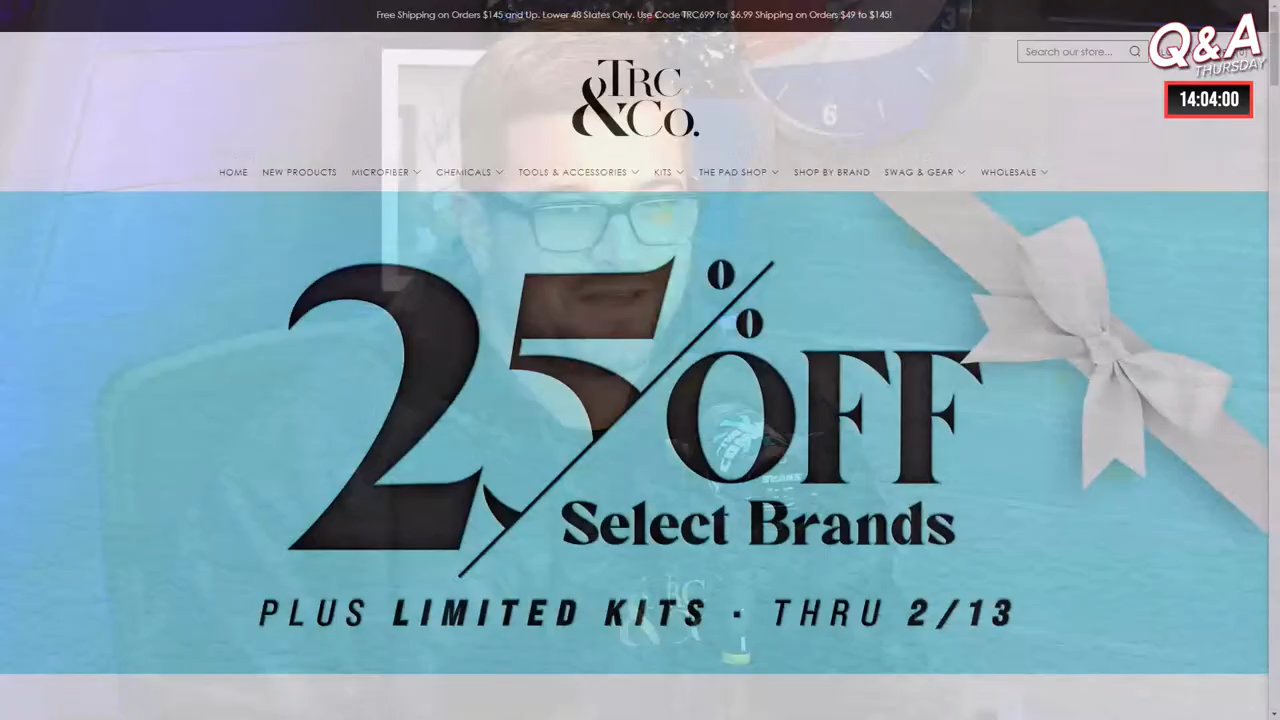 Free Shipping on Orders $145 and Up. Lower 48 States Only. Use Code TRC699 for $6.99 Shipping on Orders $49 to $145!
Search our store...
Q&A
THURSDAY
14:04:00
TRC
&Co.
HOME NEW PRODUCTS MICROFIBER CHEMICALS TOOLS & ACCESSORIES KITS THE PAD SHOP SHOP BY BRAND SWAG & GEAR WHOLESALE
25% OFF
Select Brands
PLUS LIMITED KITS · THRU 2/13